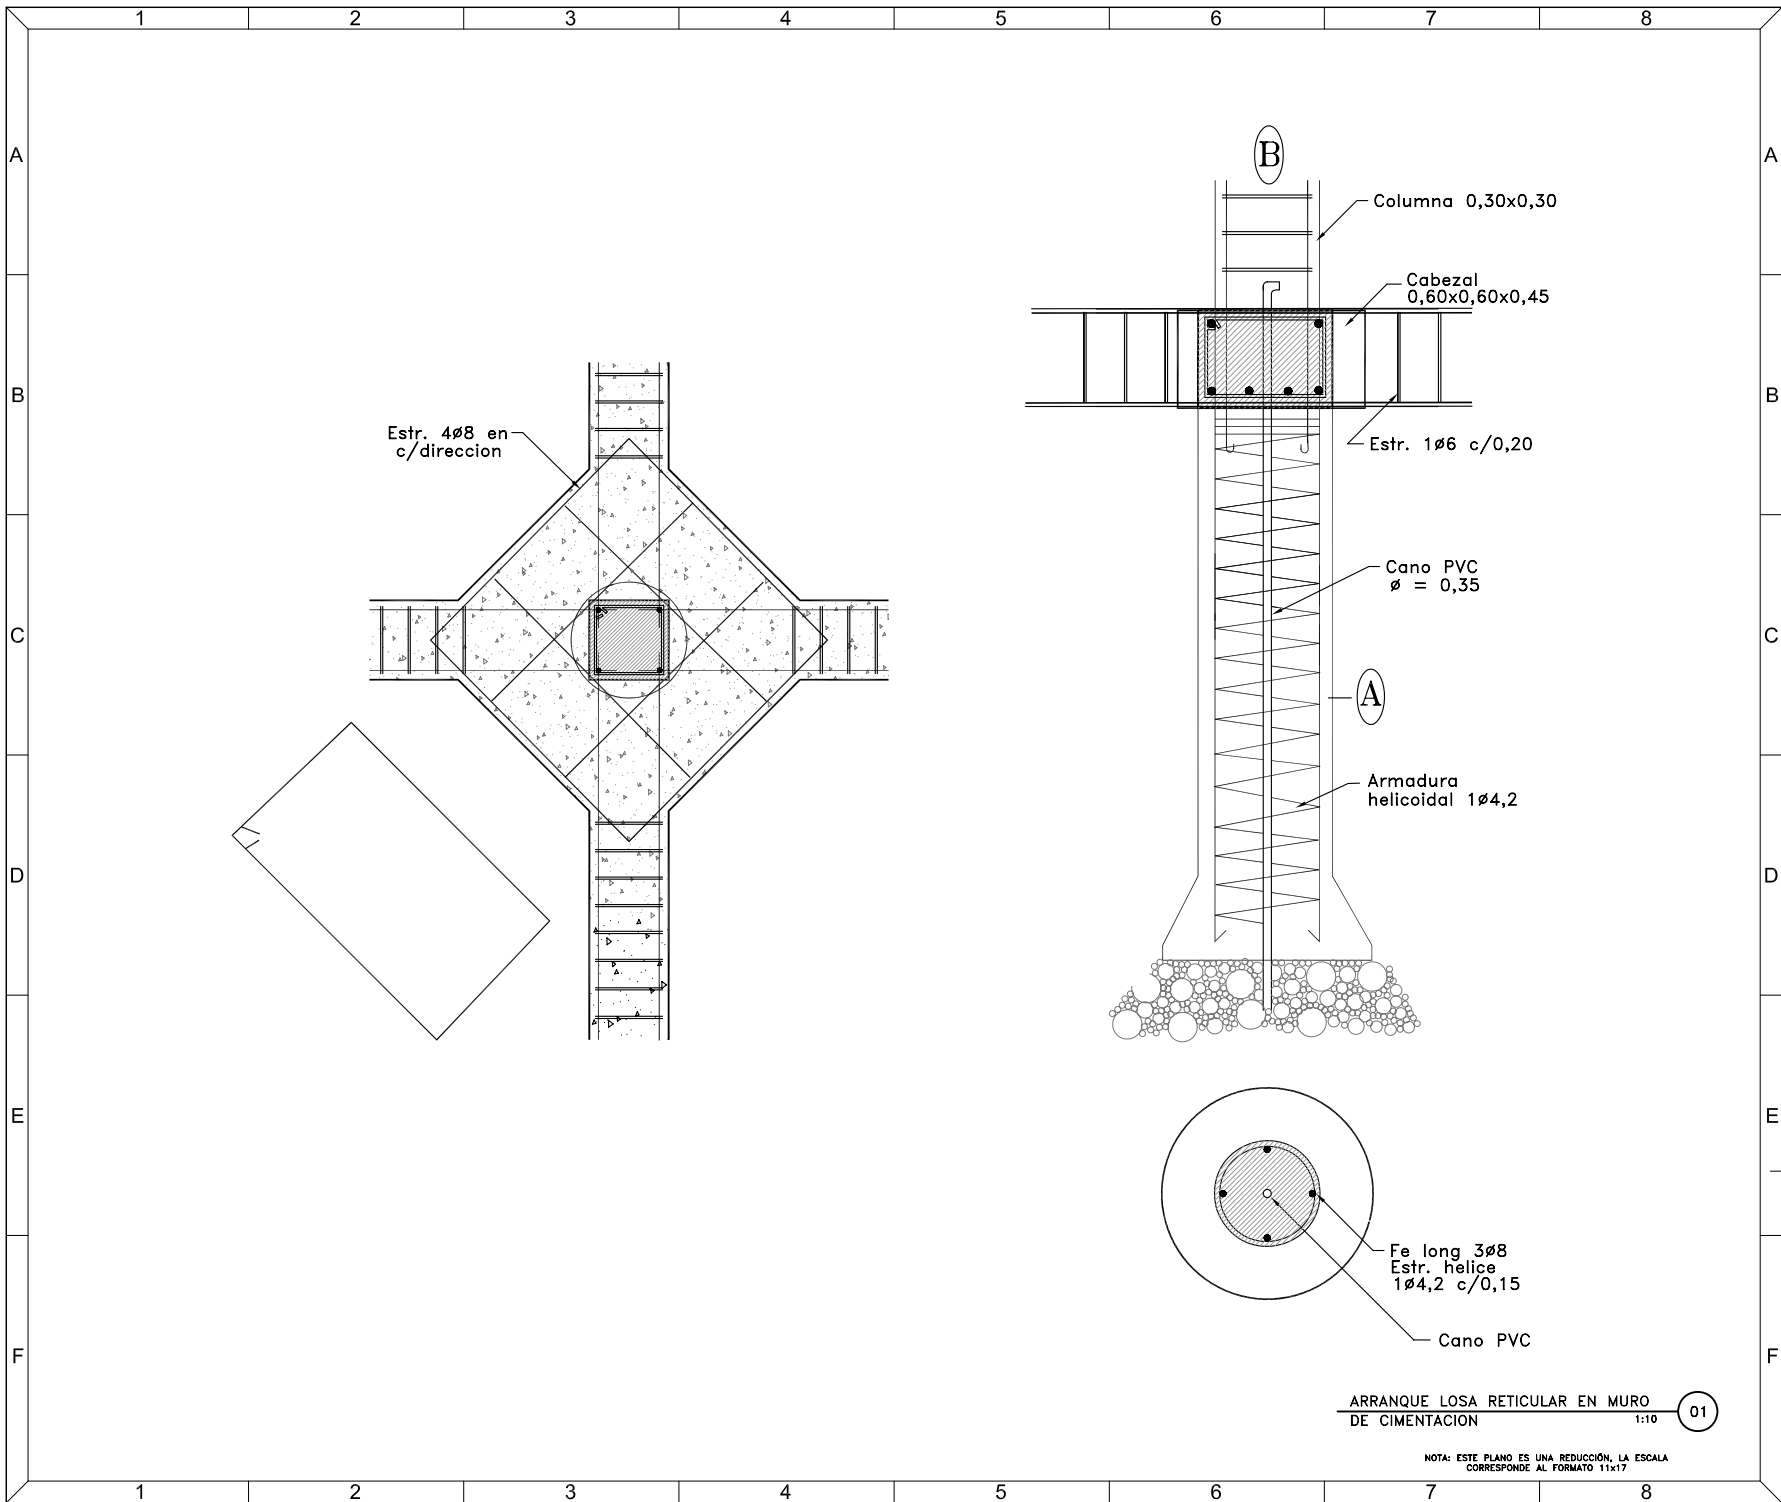 1 2 3 4 5 6 7 8
A A
B
Columna 0,30x0,30
Cabezal
0,60x0,60x0,45
B B
Estr. 4ø8 en
c/direccion
Estr. 1ø6 c/0,20
Cano PVC
ø = 0,35
C C
A
Armadura
helicoidal 1ø4,2
D D
E E
Fe long 3ø8
Estr. helice
1ø4,2 c/0,15
Cano PVC
F F
ARRANQUE LOSA RETICULAR EN MURO
DE CIMENTACION 1:10
01
NOTA: ESTE PLANO ES UNA REDUCCIÓN, LA ESCALA
CORRESPONDE AL FORMATO 11x17
1 2 3 4 5 6 7 8